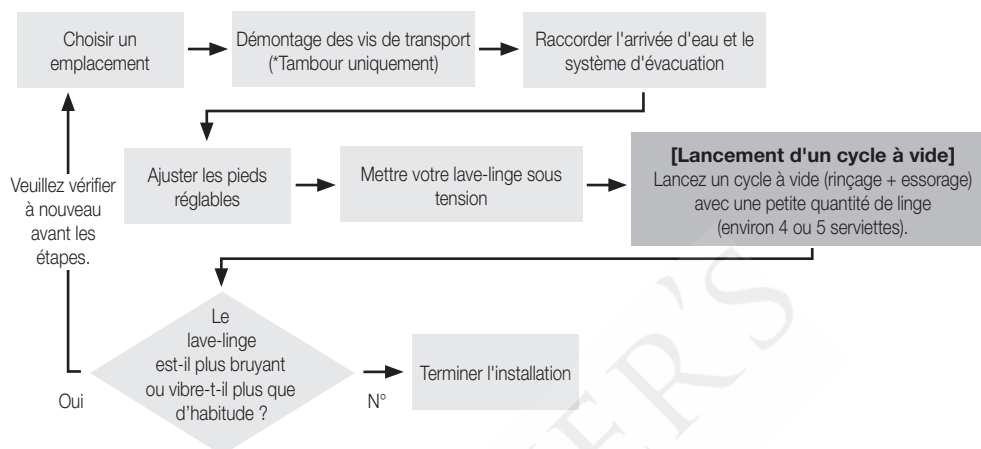 Choisir un
emplacement
Démontage des vis de transport
(*Tambour uniquement)
Raccorder l'arrivée d'eau et le
système d'évacuation
Ajuster les pieds
réglables
Mettre votre lave-linge sous
tension
[Lancement d'un cycle à vide]
Lancez un cycle à vide (rinçage + essorage)
avec une petite quantité de linge
(environ 4 ou 5 serviettes).
Veuillez vérifier
à nouveau
avant les
étapes.
Le
lave-linge
est-il plus bruyant
ou vibre-t-il plus que
d’habitude ?
Oui
N°
Terminer l'installation